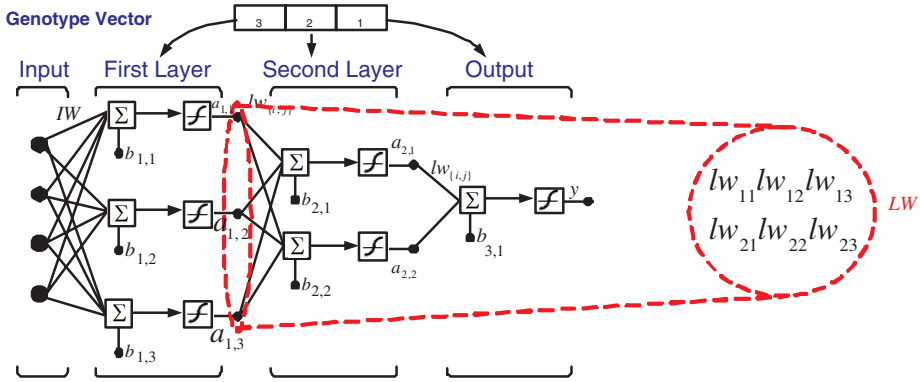 Genotype Vector
3 2 1
Input First Layer Second Layer Output
IW a1,1 lw{i,j}
Σ ƒ
b1,1
a2,1
Σ ƒ
lw{i,j}
b2,1
lw11lw12lw13
Σ ƒ a1,2
Σ ƒ y
LW
b1,2
b3,1
lw21lw22lw23
Σ ƒ
a2,2
b2,2
Σ ƒ
a1,3
b1,3